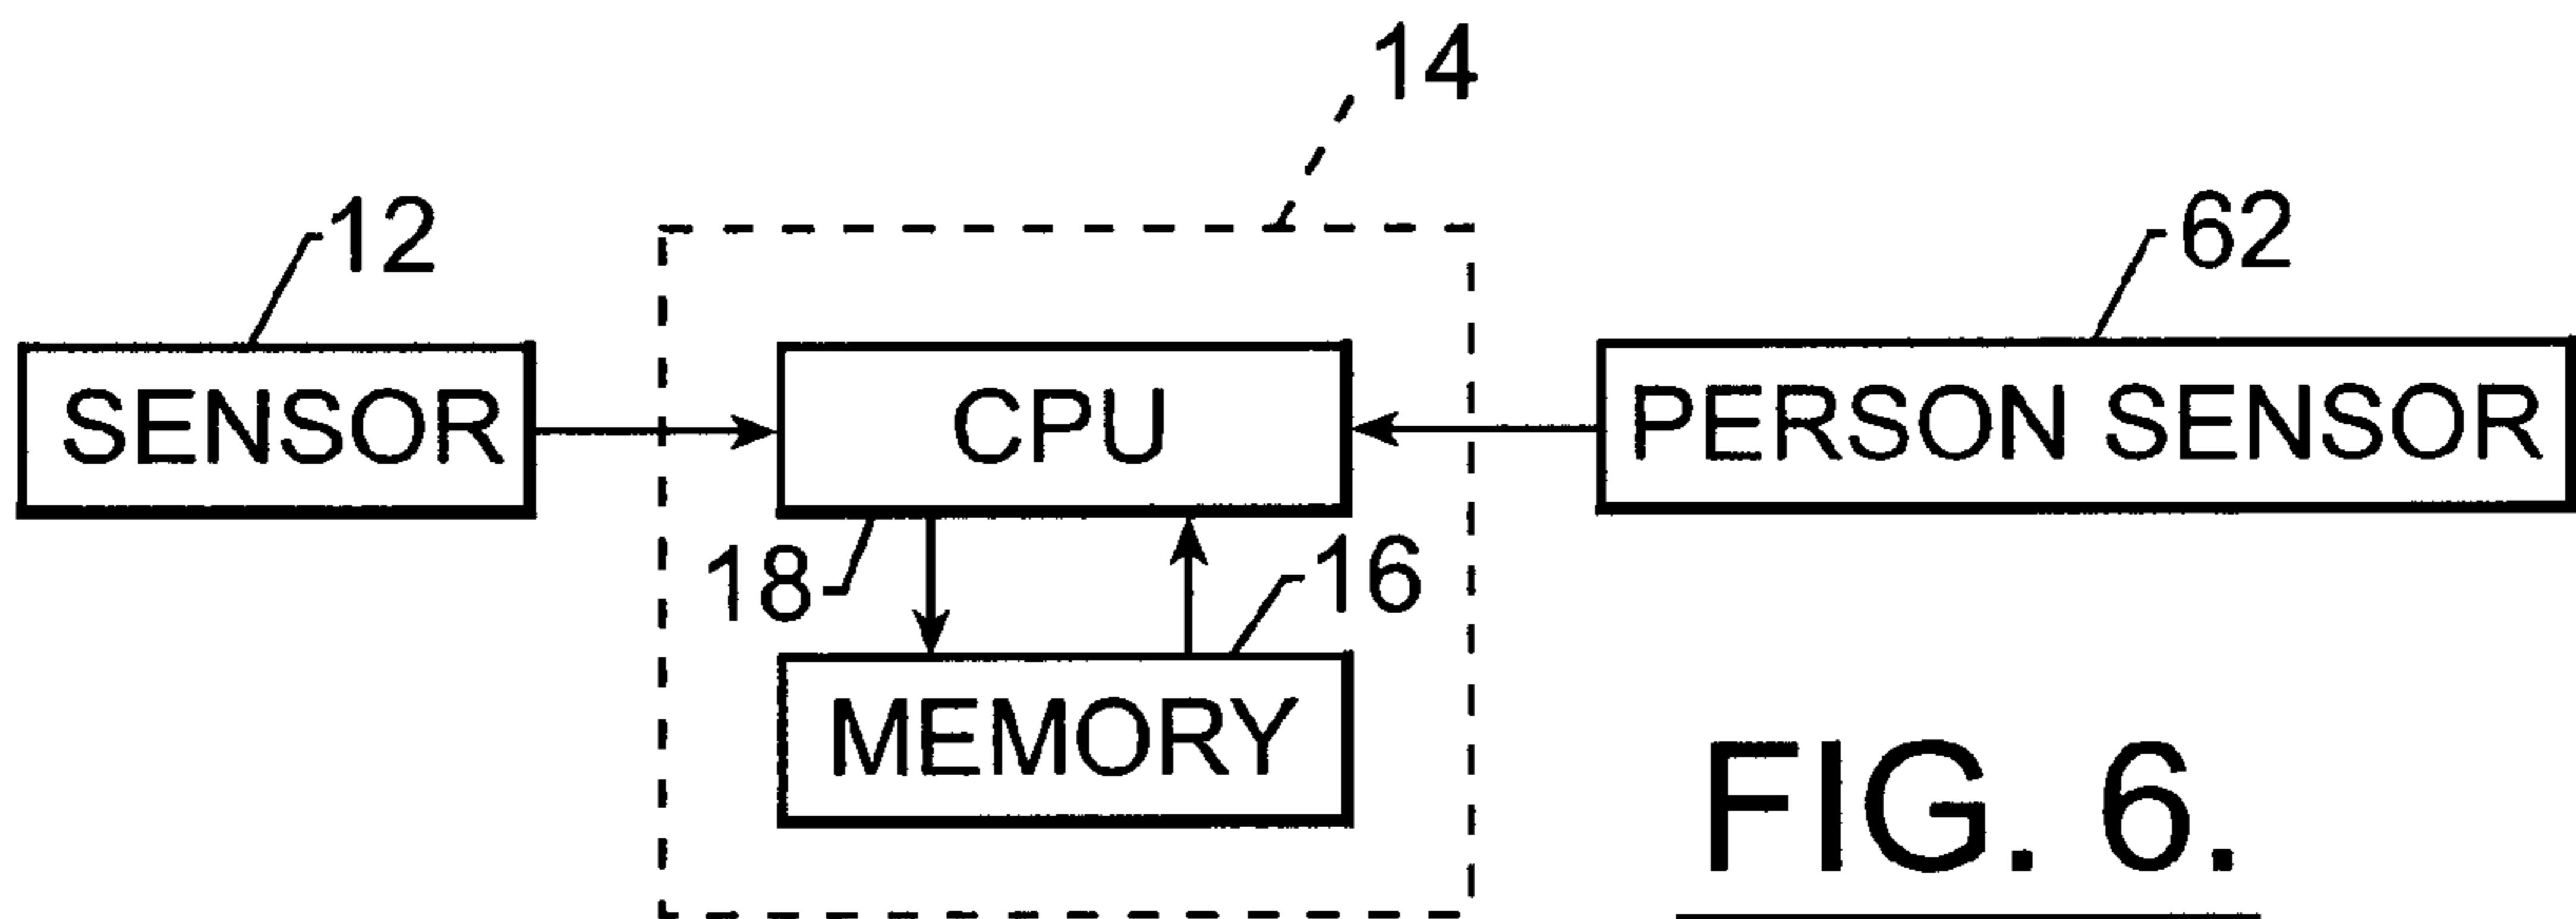 14
12
62
SENSOR
CPU
PERSON SENSOR
18
16
MEMORY
FIG. 6.